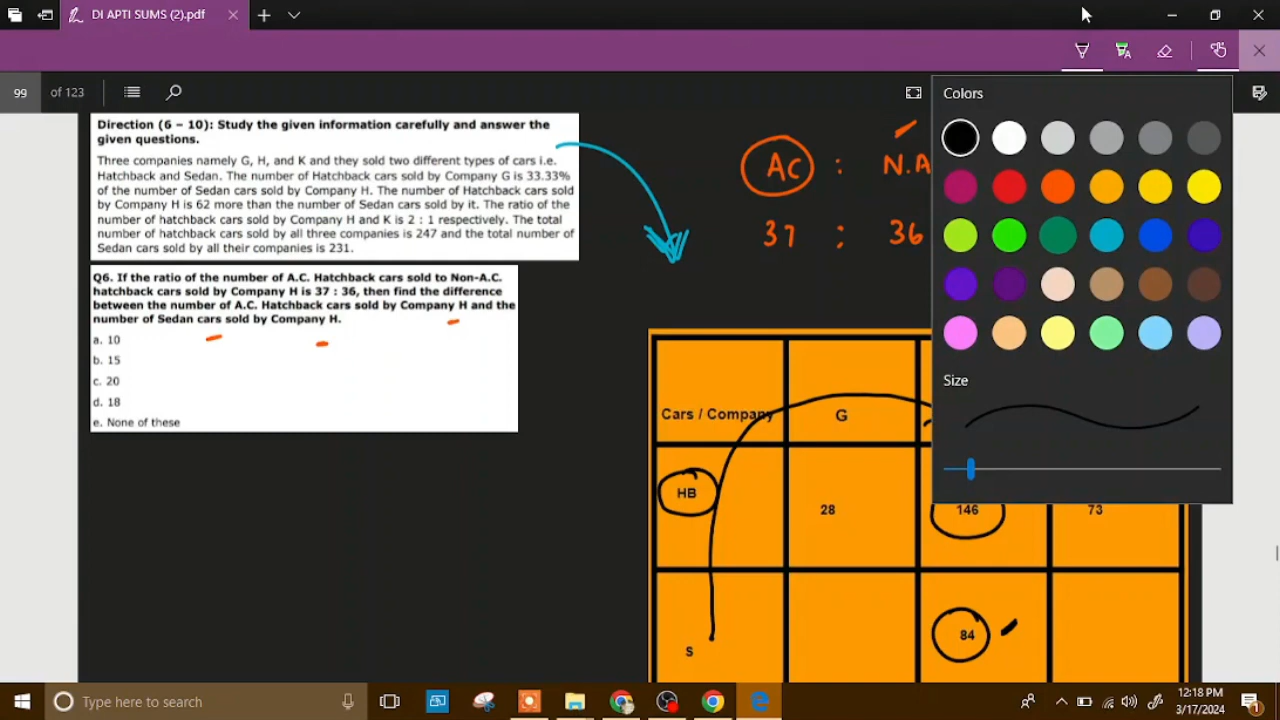 DI APTI SUMS (2).pdf
99 of 123
Direction (6 – 10): Study the given information carefully and answer the
given questions.
Three companies namely G, H, and K and they sold two different types of cars i.e.
Hatchback and Sedan. The number of Hatchback cars sold by Company G is 33.33%
of the number of Sedan cars sold by Company H. The number of Hatchback cars sold
by Company H is 62 more than the number of Sedan cars sold by it. The ratio of the
number of hatchback cars sold by Company H and K is 2 : 1 respectively. The total
number of hatchback cars sold by all three companies is 247 and the total number of
Sedan cars sold by all their companies is 231.
Q6. If the ratio of the number of A.C. Hatchback cars sold to Non-A.C.
hatchback cars sold by Company H is 37 : 36, then find the difference
between the number of A.C. Hatchback cars sold by Company H and the
number of Sedan cars sold by Company H.
a. 10
b. 15
c. 20
d. 18
e. None of these
AC : N.A
37 : 36
Colors
Size
Cars / Company G
HB 28 146 73
S 84
Type here to search
12:18 PM
3/17/2024
1